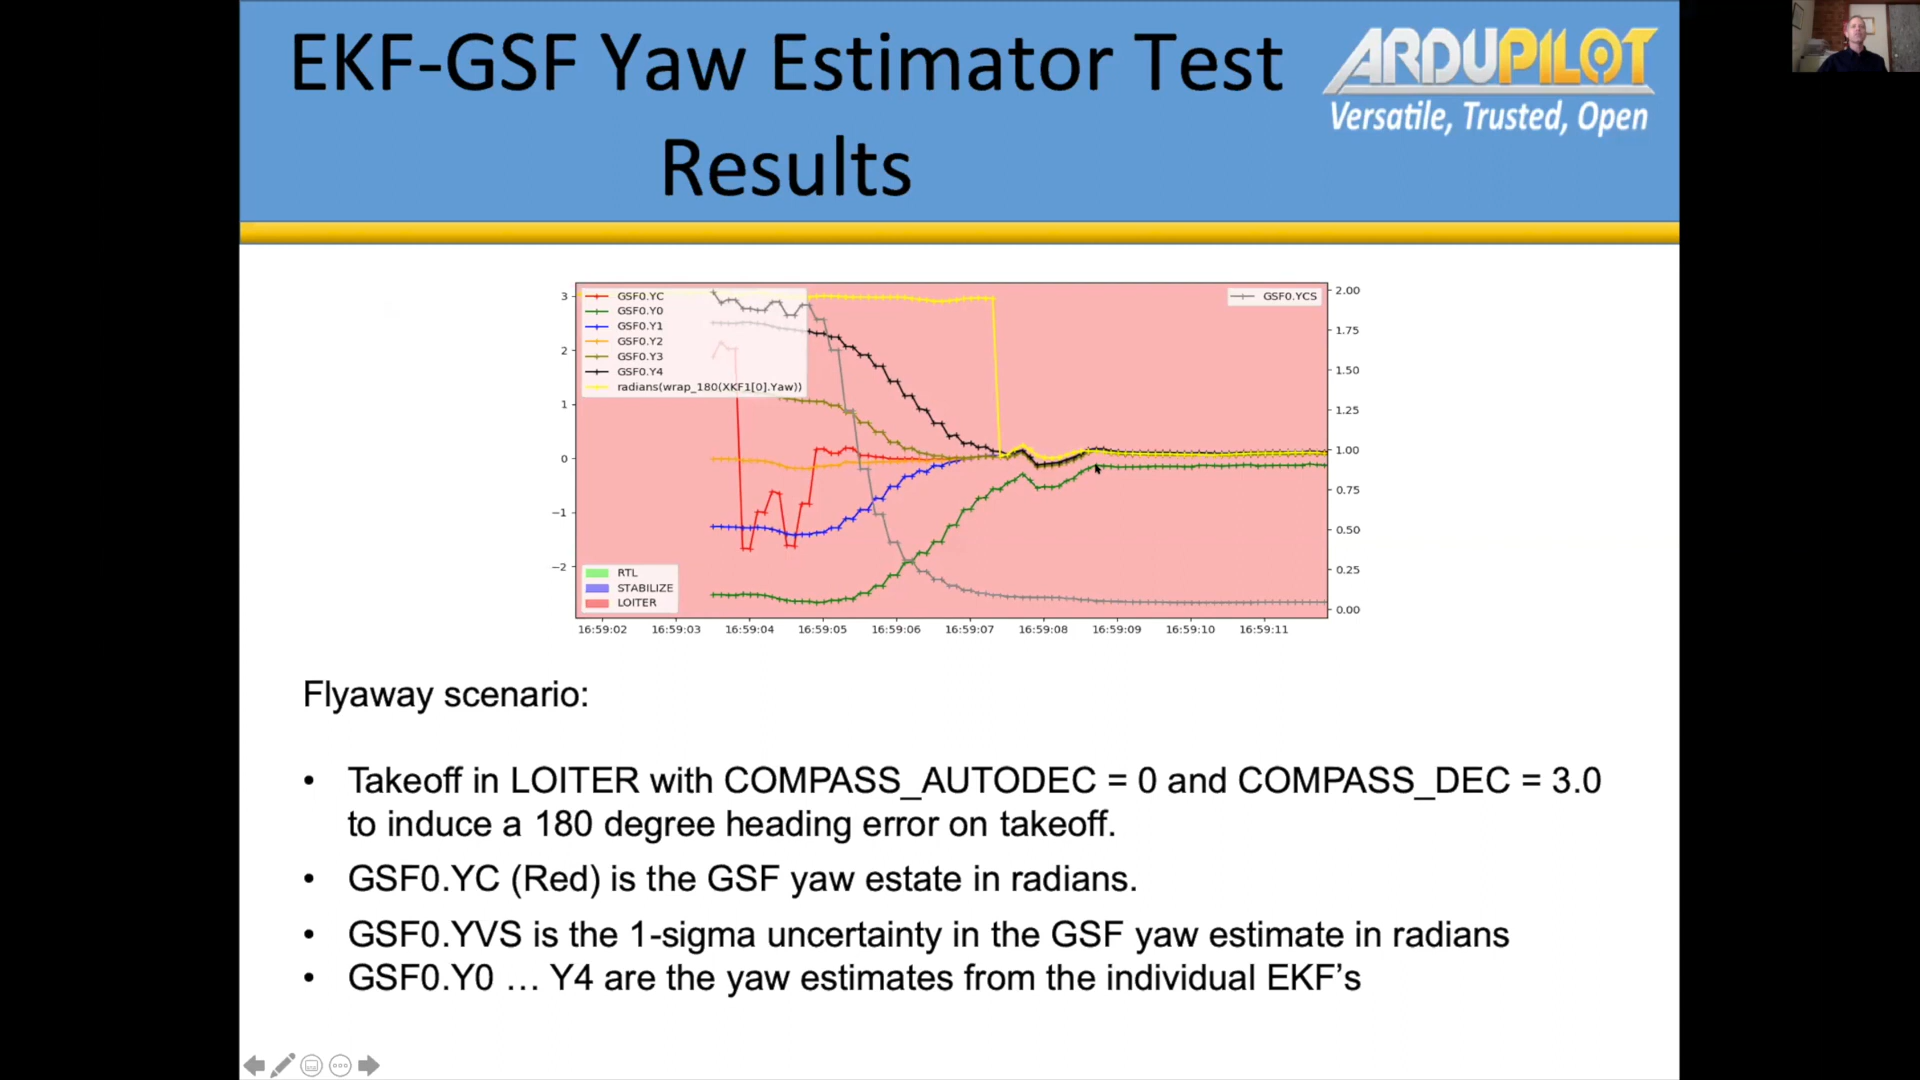 EKF-GSF Yaw Estimator Test
Results
ARDUPILOT
Versatile, Trusted, Open
3
2
1
0
−1
−2
GSF0.YC
GSF0.Y0
GSF0.Y1
GSF0.Y2
GSF0.Y3
GSF0.Y4
radians(wrap_180(XKF1[0].Yaw))
GSF0.YCS
2.00
1.75
1.50
1.25
1.00
0.75
0.50
0.25
0.00
RTL
STABILIZE
LOITER
16:59:02 16:59:03 16:59:04 16:59:05 16:59:06 16:59:07 16:59:08 16:59:09 16:59:10 16:59:11
Flyaway scenario:
• Takeoff in LOITER with COMPASS_AUTODEC = 0 and COMPASS_DEC = 3.0
to induce a 180 degree heading error on takeoff.
• GSF0.YC (Red) is the GSF yaw estate in radians.
• GSF0.YVS is the 1-sigma uncertainty in the GSF yaw estimate in radians
• GSF0.Y0 … Y4 are the yaw estimates from the individual EKF’s